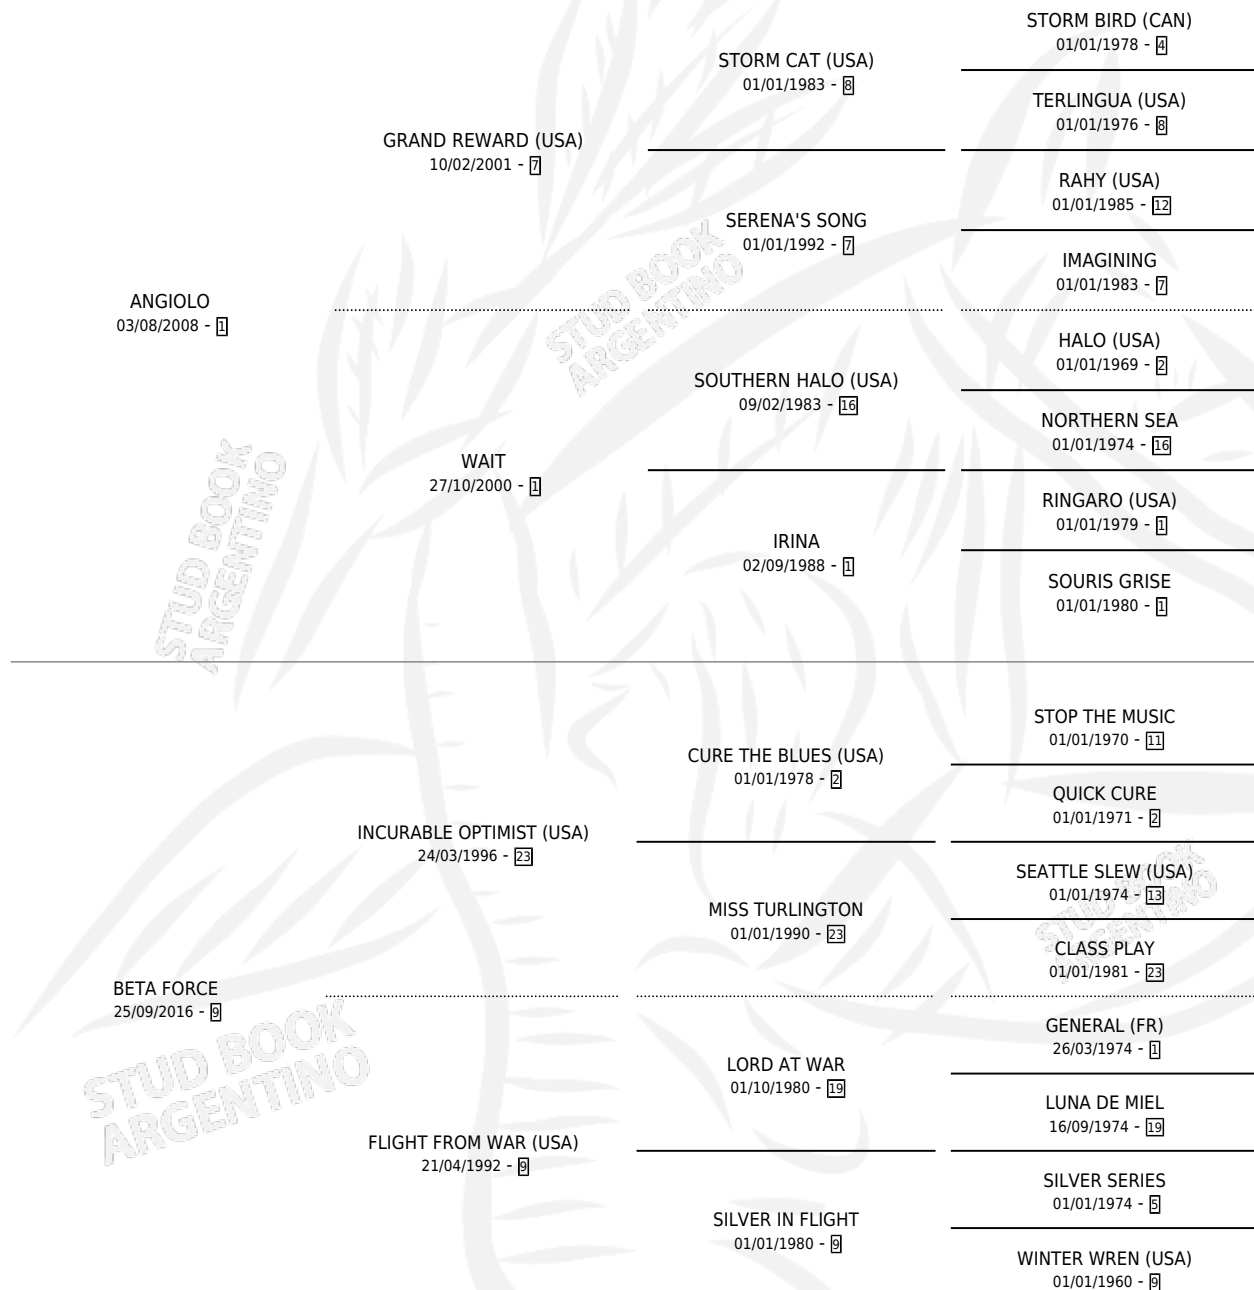 STORM BIRD (CAN)
01/01/1978 - 4
STORM CAT (USA)
01/01/1983 - 8
TERLINGUA (USA)
01/01/1976 - 8
GRAND REWARD (USA)
10/02/2001 - 7
RAHY (USA)
01/01/1985 - 12
SERENA'S SONG
01/01/1992 - 7
IMAGINING
01/01/1983 - 7
ANGIOLO
03/08/2008 - 1
HALO (USA)
01/01/1969 - 2
SOUTHERN HALO (USA)
09/02/1983 - 16
NORTHERN SEA
01/01/1974 - 16
WAIT
27/10/2000 - 1
RINGARO (USA)
01/01/1979 - 1
IRINA
02/09/1988 - 1
SOURIS GRISE
01/01/1980 - 1
STOP THE MUSIC
01/01/1970 - 11
CURE THE BLUES (USA)
01/01/1978 - 2
QUICK CURE
01/01/1971 - 2
INCURABLE OPTIMIST (USA)
24/03/1996 - 23
SEATTLE SLEW (USA)
01/01/1974 - 13
MISS TURLINGTON
01/01/1990 - 23
CLASS PLAY
01/01/1981 - 23
BETA FORCE
25/09/2016 - 9
GENERAL (FR)
26/03/1974 - 1
LORD AT WAR
01/10/1980 - 19
LUNA DE MIEL
16/09/1974 - 19
FLIGHT FROM WAR (USA)
21/04/1992 - 9
SILVER SERIES
01/01/1974 - 5
SILVER IN FLIGHT
01/01/1980 - 9
WINTER WREN (USA)
01/01/1960 - 9
STUD BOOK
ARGENTINO
STUD BOOK
ARGENTINO
STUD BOOK
ARGENTINO
STUD BOOK
ARGENTINO